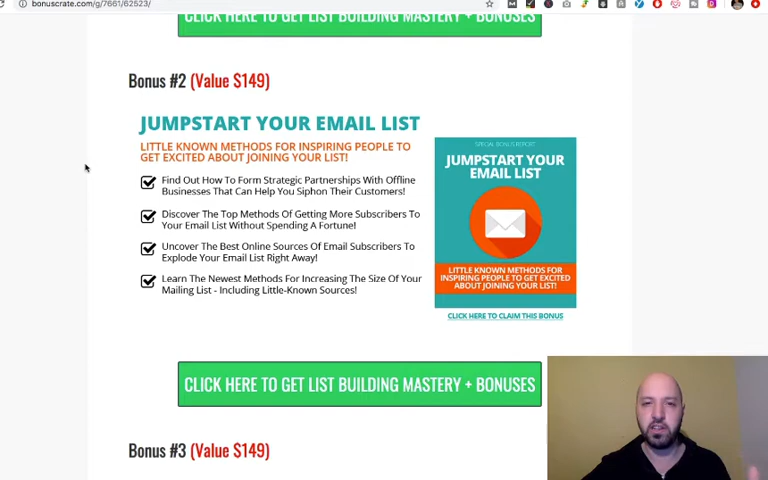 bonuscrate.com/g/7661/62523/
CLICK HERE TO GET LIST BUILDING MASTERY + BONUSES
Bonus #2 (Value $149)
JUMPSTART YOUR EMAIL LIST
LITTLE KNOWN METHODS FOR INSPIRING PEOPLE TO
GET EXCITED ABOUT JOINING YOUR LIST!
Find Out How To Form Strategic Partnerships With Offline
Businesses That Can Help You Siphon Their Customers!
Discover The Top Methods Of Getting More Subscribers To
Your Email List Without Spending A Fortune!
Uncover The Best Online Sources Of Email Subscribers To
Explode Your Email List Right Away!
Learn The Newest Methods For Increasing The Size Of Your
Mailing List - Including Little-Known Sources!
SPECIAL BONUS REPORT
JUMPSTART YOUR
EMAIL LIST
LITTLE KNOWN METHODS FOR
INSPIRING PEOPLE TO GET EXCITED
ABOUT JOINING YOUR LIST!
CLICK HERE TO CLAIM THIS BONUS
CLICK HERE TO GET LIST BUILDING MASTERY + BONUSES
Bonus #3 (Value $149)